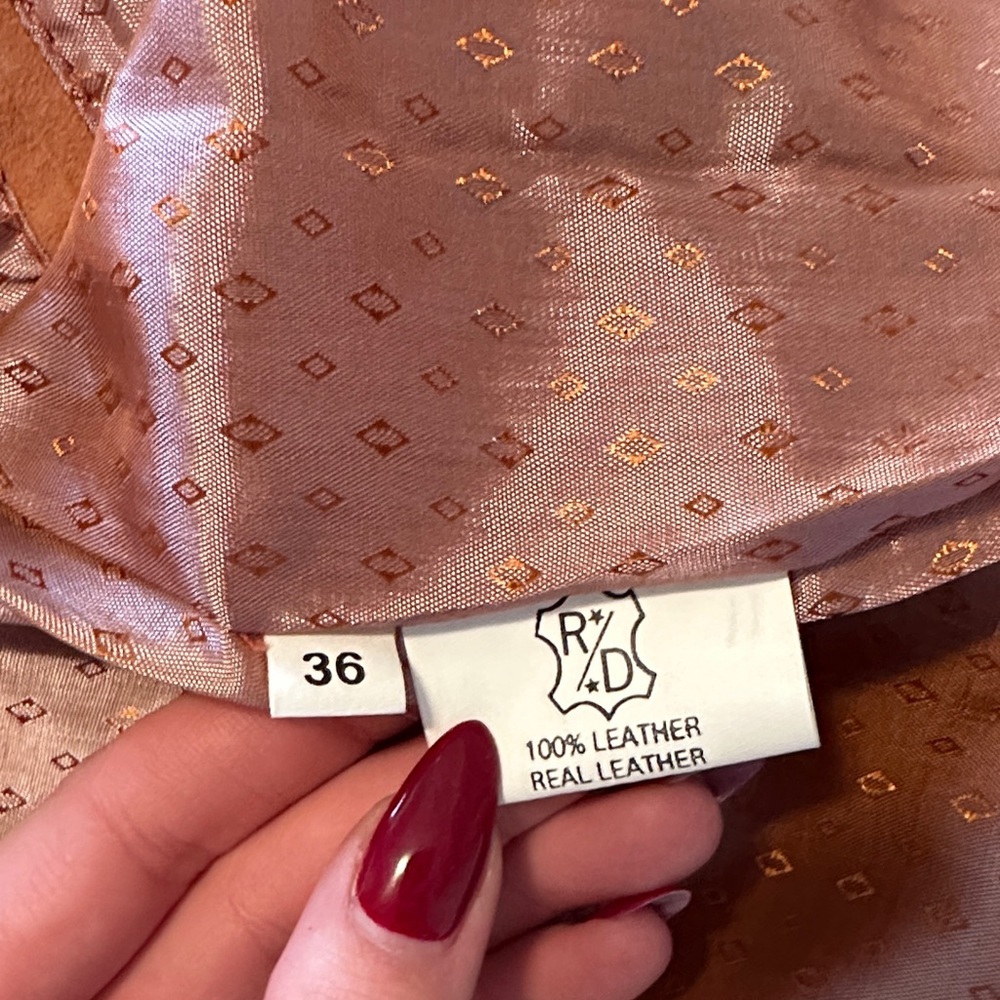 36
R*/*D
100% LEATHER
REAL LEATHER